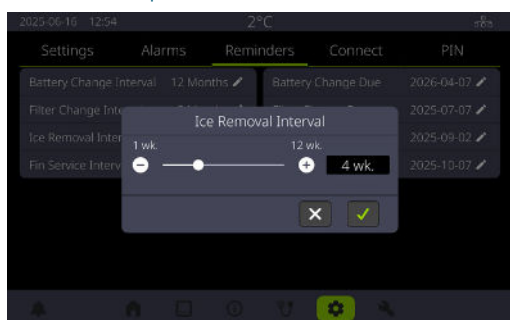 2025-06-16 12:54 2°C
Settings Alarms Reminders Connect PIN
Battery Change Interval 12 Months Battery Change Due 2026-04-07
Filter Change Inte 2025-07-07
Ice Removal Interval
Ice Removal Inter 2025-09-02
1 wk. 12 wk.
Fin Service Interv 4 wk. 2025-10-07